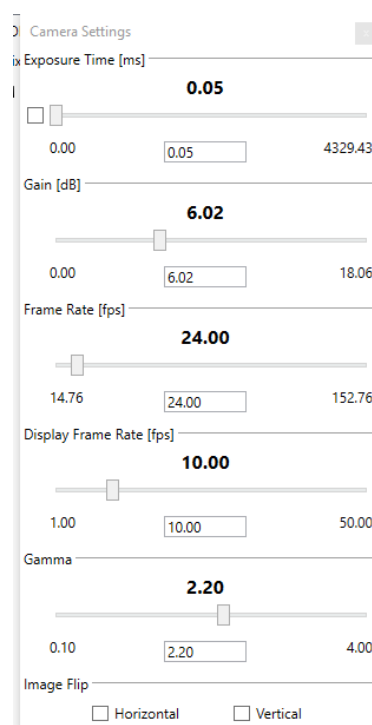 Camera Settings
Exposure Time [ms]
0.05
0.00 0.05 4329.43
Gain [dB]
6.02
0.00 6.02 18.06
Frame Rate [fps]
24.00
14.76 24.00 152.76
Display Frame Rate [fps]
10.00
1.00 10.00 50.00
Gamma
2.20
0.10 2.20 4.00
Image Flip
Horizontal Vertical